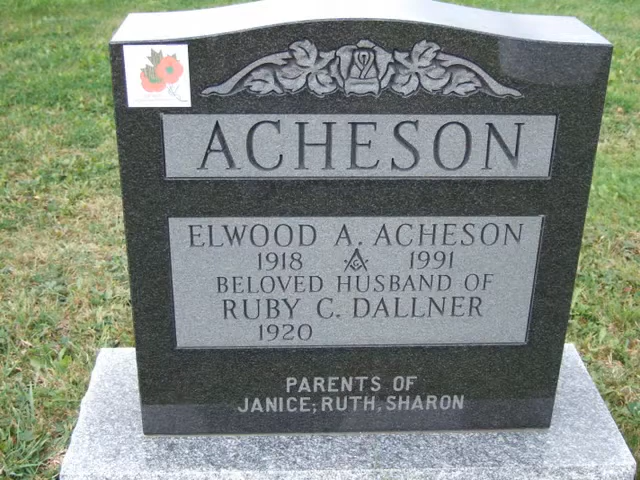 ACHESON
ELWOOD A. ACHESON
1918 1991
BELOVED HUSBAND OF
RUBY C. DALLNER
1920
PARENTS OF
JANICE; RUTH, SHARON